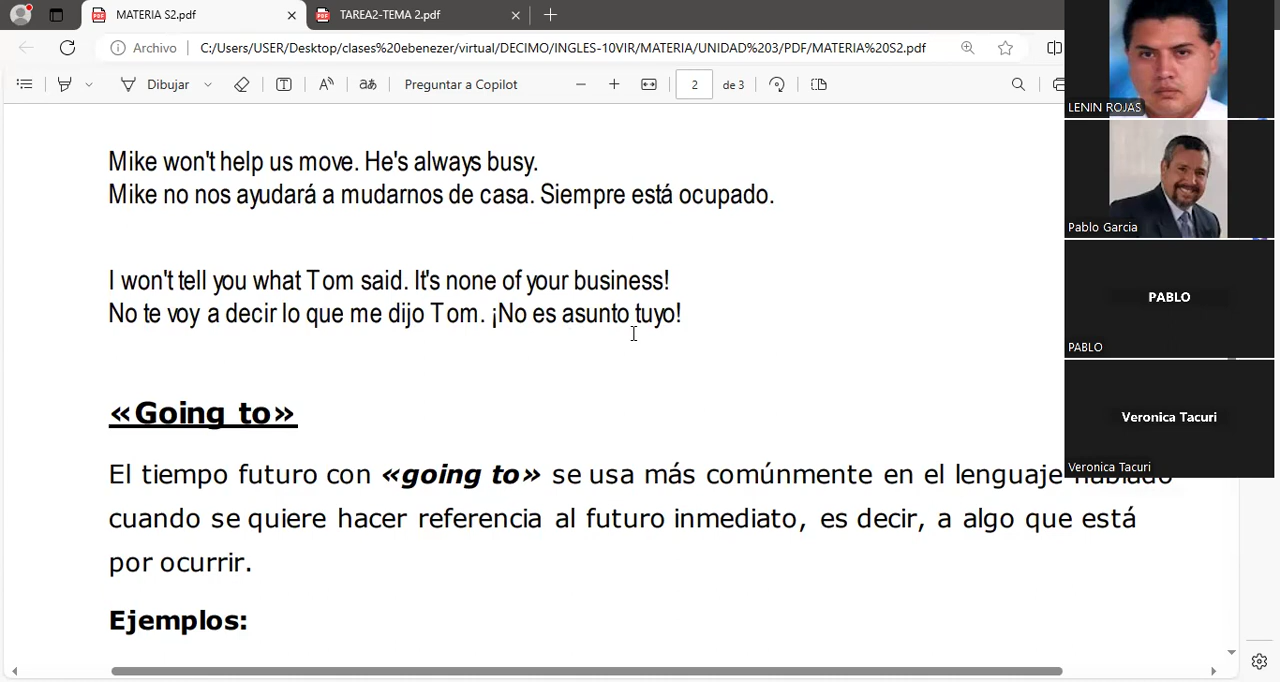 MATERIA S2.pdf
TAREA2-TEMA 2.pdf
Archivo
C:/Users/USER/Desktop/clases%20ebenezer/virtual/DECIMO/INGLES-10VIR/MATERIA/UNIDAD%203/PDF/MATERIA%20S2.pdf
Dibujar
Preguntar a Copilot
2
de 3
Mike won't help us move. He's always busy.
Mike no nos ayudará a mudarnos de casa. Siempre está ocupado.
I won't tell you what Tom said. It's none of your business!
No te voy a decir lo que me dijo Tom. ¡No es asunto tuyo!
«Going to»
El tiempo futuro con «going to» se usa más comúnmente en el lenguaje hablado
cuando se quiere hacer referencia al futuro inmediato, es decir, a algo que está
por ocurrir.
Ejemplos:
LENIN ROJAS
Pablo Garcia
PABLO
PABLO
Veronica Tacuri
Veronica Tacuri